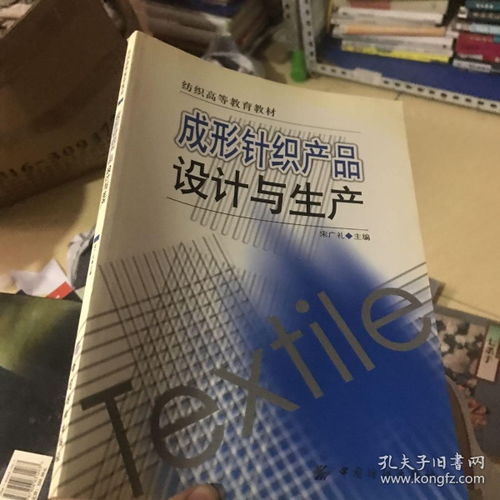 纺织高等教育教材
成形针织产品
设计与生产
宋广礼◆主编
Textile
孔夫子旧书网
www.kongfz.com